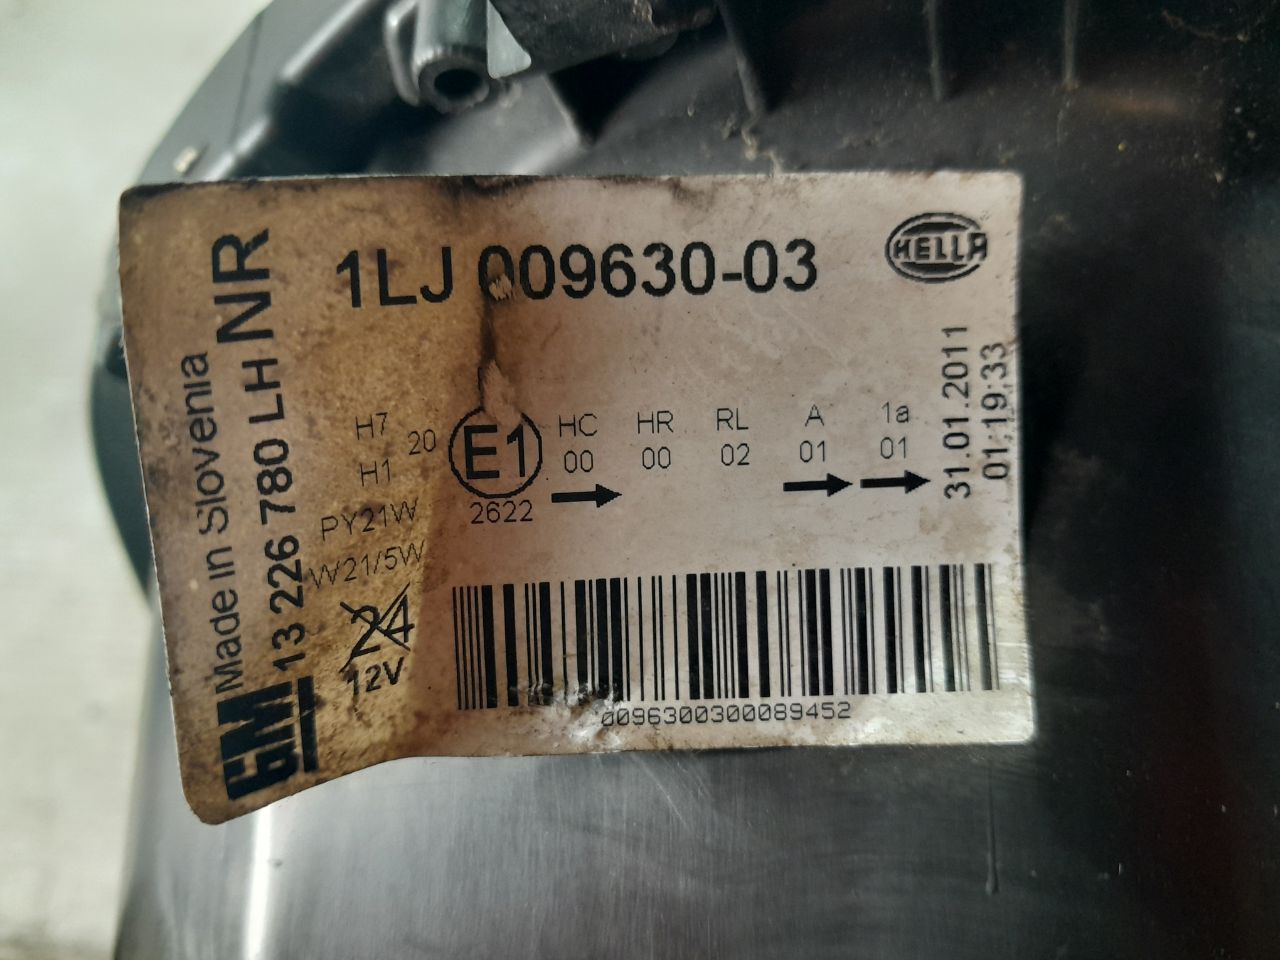 1LJ 009630-03
HELLA
Made in Slovenia
GM 13 226 780 LH NR
H7
H1
PY21W
W21/5W
20
E1
2622
HC HR RL A 1a
00 00 02 01 01
31.01.2011
01:19:33
24
12V
0096300300089452